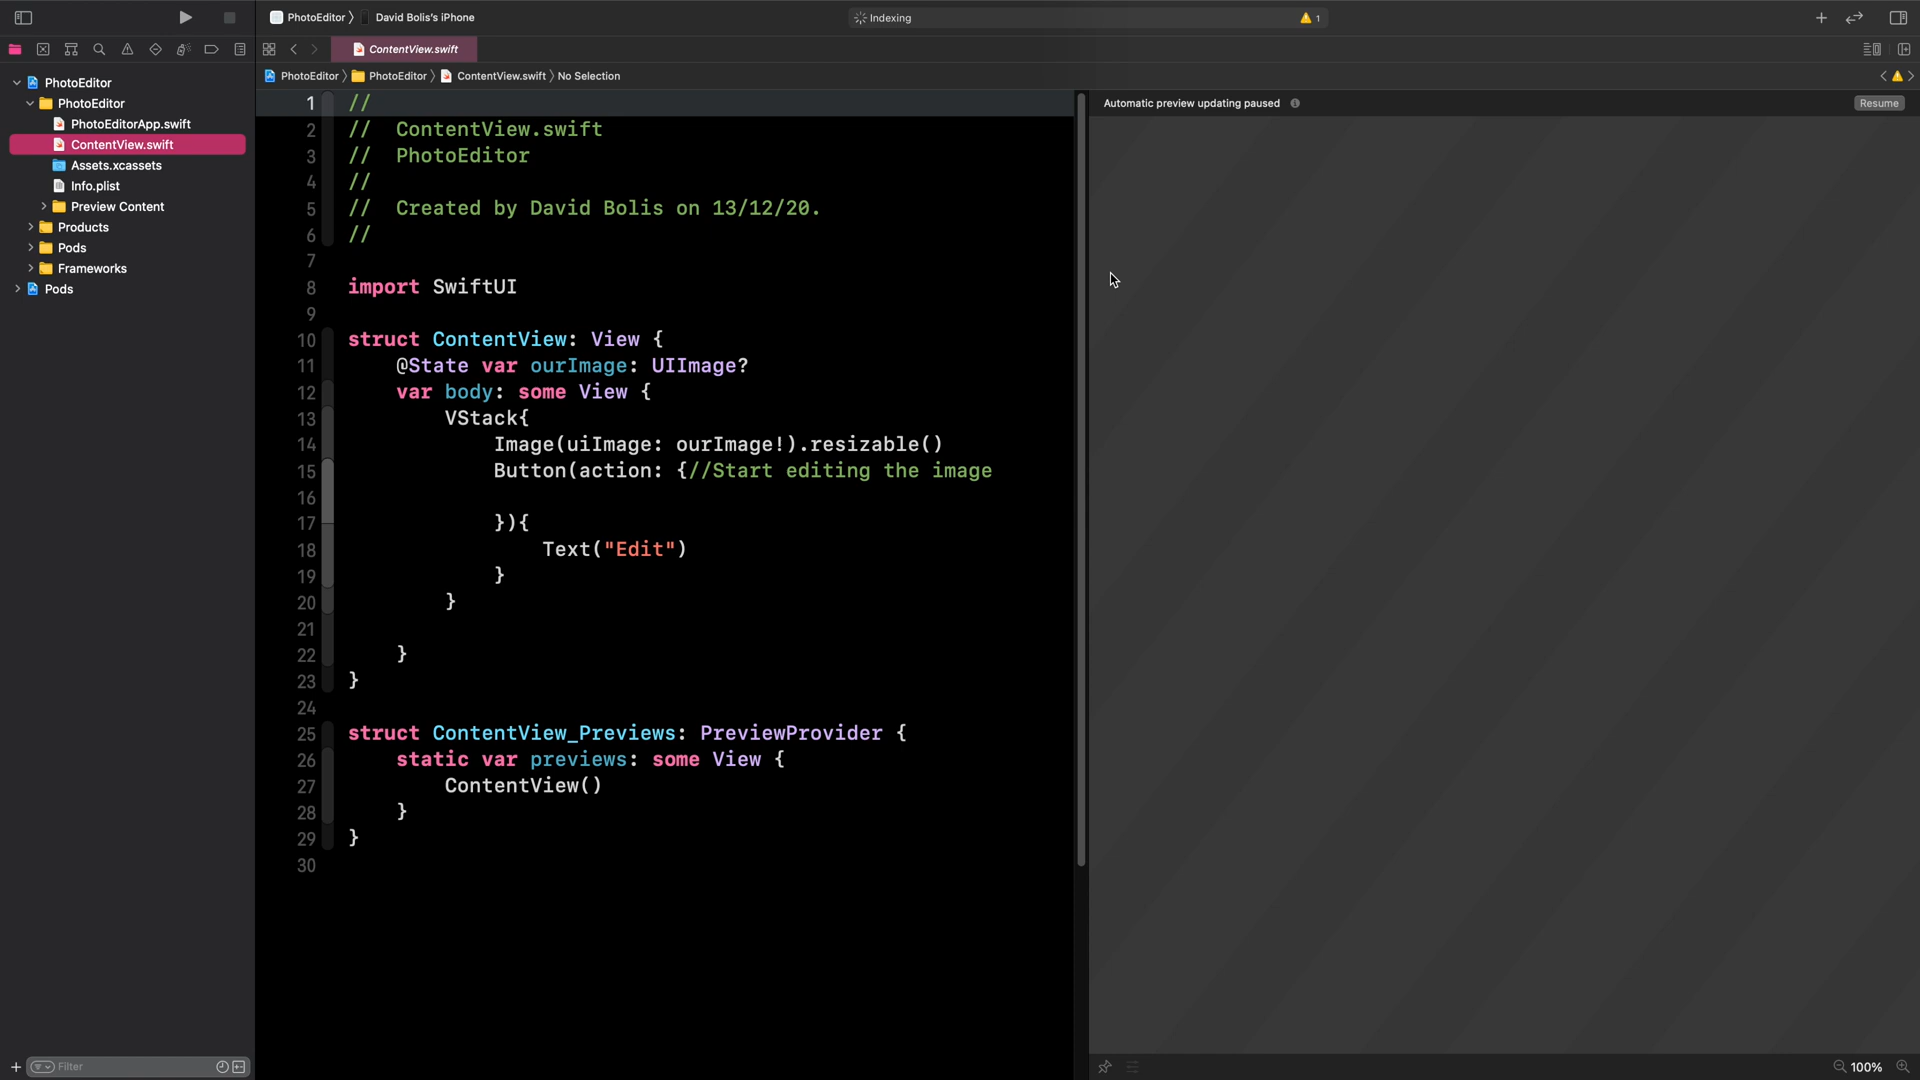 PhotoEditor 〉 David Bolis's iPhone
Indexing
1
ContentView.swift
PhotoEditor 〉 PhotoEditor 〉 ContentView.swift 〉 No Selection
PhotoEditor
PhotoEditor
PhotoEditorApp.swift
ContentView.swift
Assets.xcassets
Info.plist
Preview Content
Products
Pods
Frameworks
Pods
Filter
1 //
2 //  ContentView.swift
3 //  PhotoEditor
4 //
5 //  Created by David Bolis on 13/12/20.
6 //
7
8 import SwiftUI
9
10 struct ContentView: View {
11     @State var ourImage: UIImage?
12     var body: some View {
13         VStack{
14             Image(uiImage: ourImage!).resizable()
15             Button(action: {//Start editing the image
16
17             }){
18                 Text("Edit")
19             }
20         }
21
22     }
23 }
24
25 struct ContentView_Previews: PreviewProvider {
26     static var previews: some View {
27         ContentView()
28     }
29 }
30
Automatic preview updating paused
Resume
100%